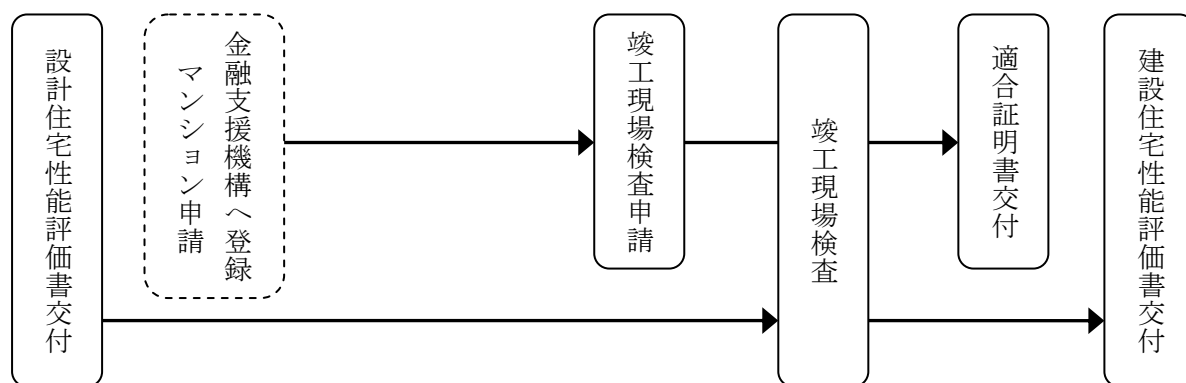 設計住宅性能評価書交付
金融支援機構へ登録
マンション申請
竣工現場検査申請
竣工現場検査
適合証明書交付
建設住宅性能評価書交付